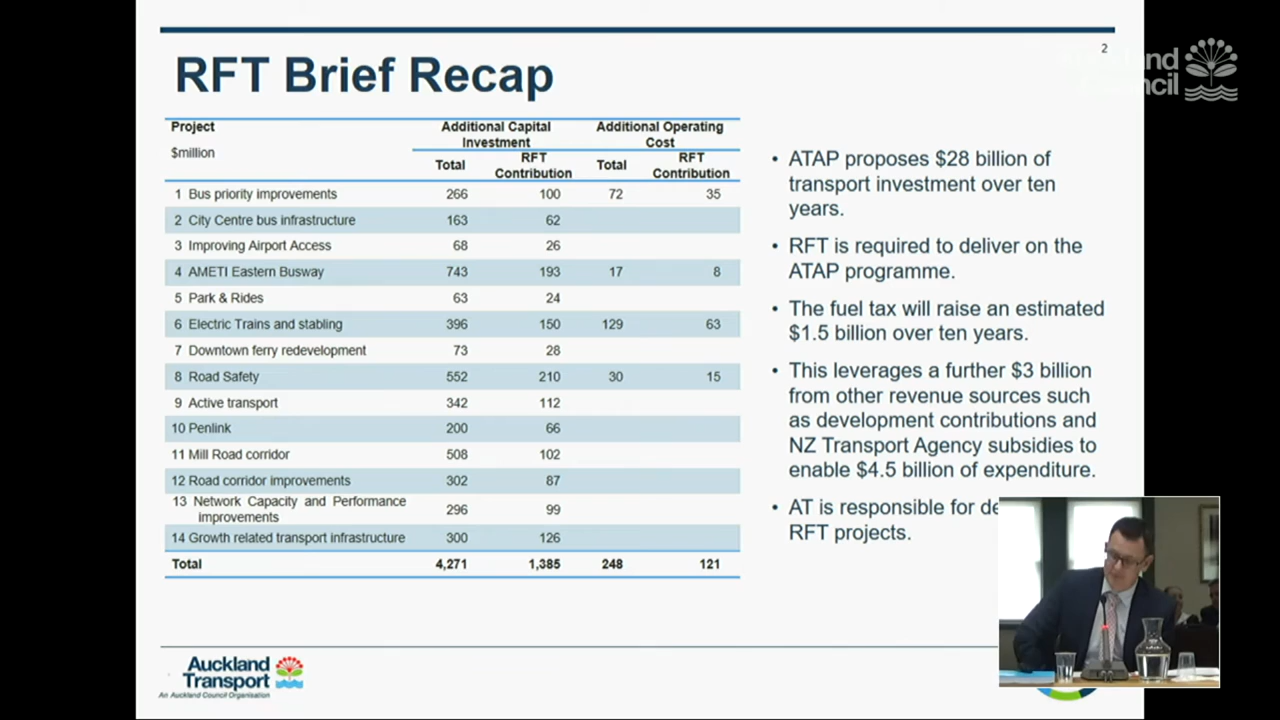 2
RFT Brief Recap
Project
$million
Additional Capital Investment
Additional Operating Cost
Total RFT Contribution Total RFT Contribution
1 Bus priority improvements 266 100 72 35
2 City Centre bus infrastructure 163 62
3 Improving Airport Access 68 26
4 AMETI Eastern Busway 743 193 17 8
5 Park & Rides 63 24
6 Electric Trains and stabling 396 150 129 63
7 Downtown ferry redevelopment 73 28
8 Road Safety 552 210 30 15
9 Active transport 342 112
10 Penlink 200 66
11 Mill Road corridor 508 102
12 Road corridor improvements 302 87
13 Network Capacity and Performance
improvements 296 99
14 Growth related transport infrastructure 300 126
Total 4,271 1,385 248 121
• ATAP proposes $28 billion of
transport investment over ten
years.
• RFT is required to deliver on the
ATAP programme.
• The fuel tax will raise an estimated
$1.5 billion over ten years.
• This leverages a further $3 billion
from other revenue sources such
as development contributions and
NZ Transport Agency subsidies to
enable $4.5 billion of expenditure.
• AT is responsible for
RFT projects.
Auckland
Transport
An Auckland Council Organisation